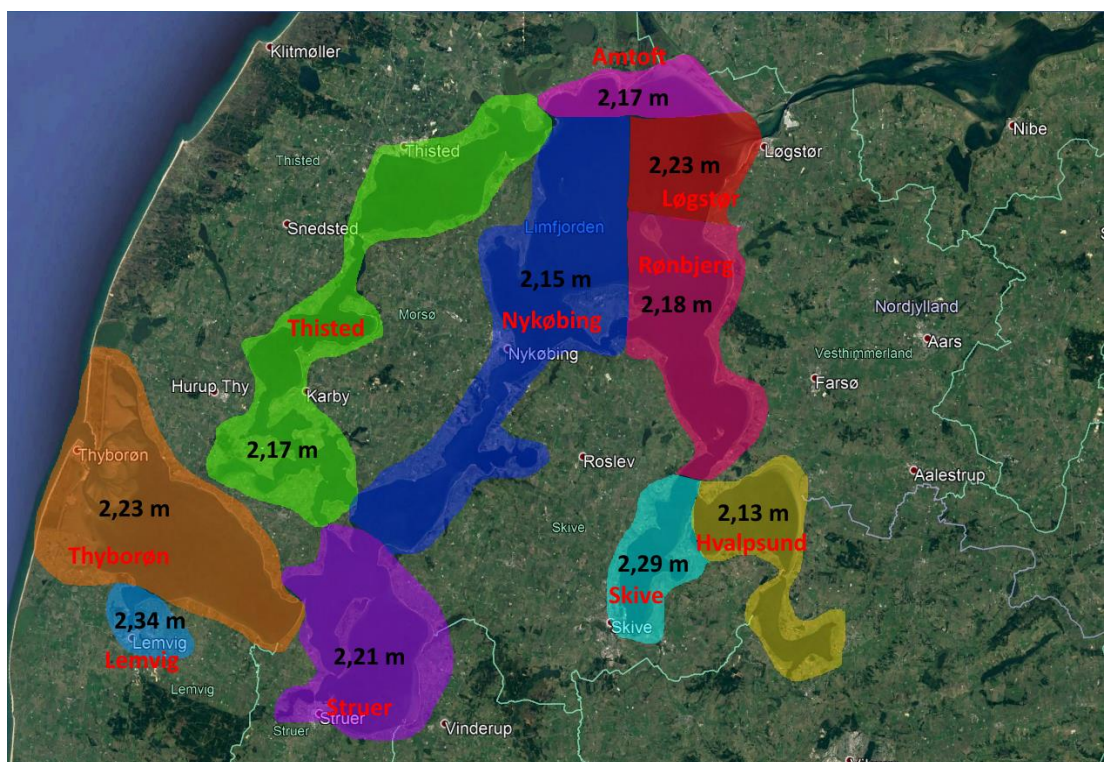 Klitmøller
Amtoft
2,17 m
Nibe
Thisted
Thisted
Løgstør
2,23 m
Løgstør
Snedsted
Limfjorden
Rønbjerg
2,15 m
2,18 m
Nordjylland
Morsø
Thisted
Nykøbing
Nykøbing
Aars
Vesthimmerland
Hurup Thy
Karby
Farsø
2,17 m
Thyborøn
Roslev
Aalestrup
2,23 m
2,13 m
Skive
Hvalpsund
Thyborøn
2,29 m
Skive
Skive
2,34 m
Lemvig
Lemvig
2,21 m
Lemvig
Struer
Struer
Struer
Vinderup